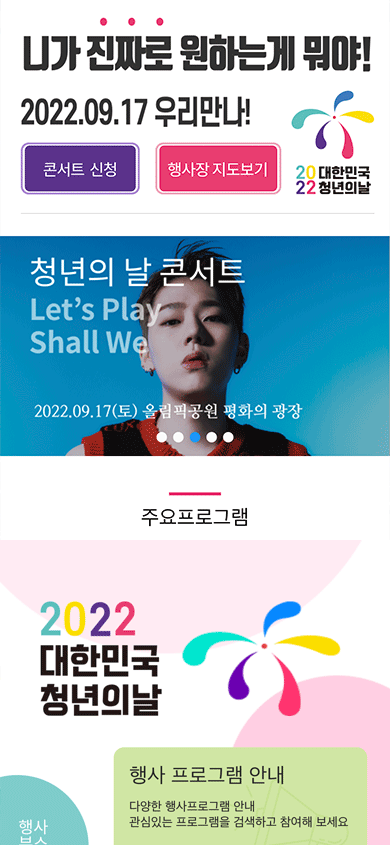 니가 진짜로 원하는게 뭐야!
2022.09.17 우리만나!
콘서트 신청
행사장 지도보기
20 대한민국
22 청년의날
청년의 날 콘서트
Let's Play
Shall We
2022.09.17(토) 올림픽공원 평화의 광장
주요프로그램
2022
대한민국
청년의날
행사 프로그램 안내
다양한 행사프로그램 안내
관심있는 프로그램을 검색하고 참여해 보세요
행사
부스